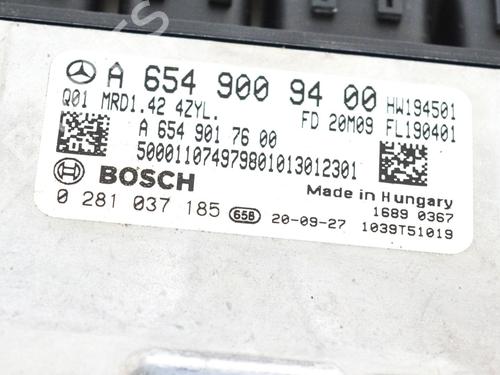 A 654 900 94 00 HW194501
Q01 MRD1.42 4ZYL. FD 20M09 FL190401
A 654 901 76 00
500011074979801013012301
BOSCH
Made in Hungary
0 281 037 185 65B 20-09-27 1689 0367
1039T51019